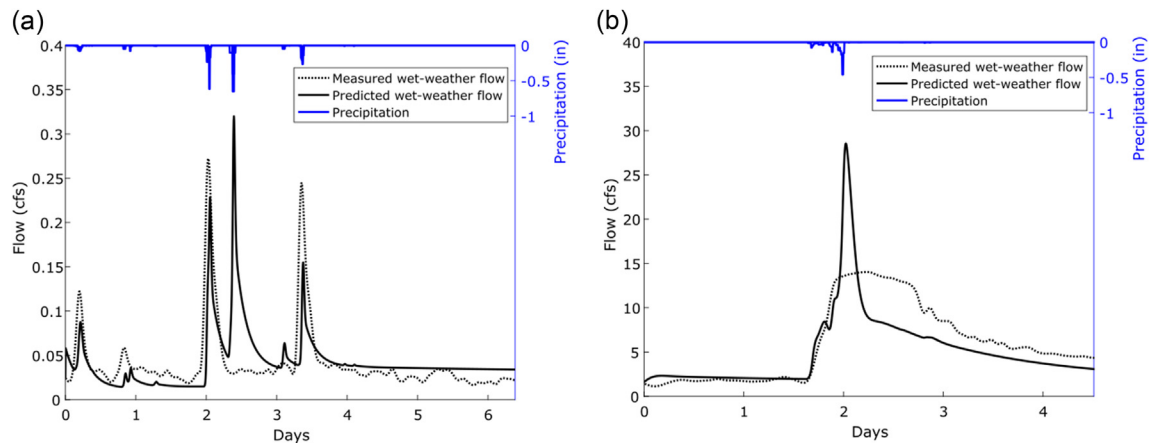 (a)
0.4
0.35
0.3
0.25
0.2
0.15
0.1
0.05
0
Flow (cfs)
0 1 2 3 4 5 6
Days
0
-0.5
-1
Precipitation (in)
Measured wet-weather flow
Predicted wet-weather flow
Precipitation
(b)
40
35
30
25
20
15
10
5
0
Flow (cfs)
0 1 2 3 4
Days
0
-0.5
-1
Precipitation (in)
Measured wet-weather flow
Predicted wet-weather flow
Precipitation